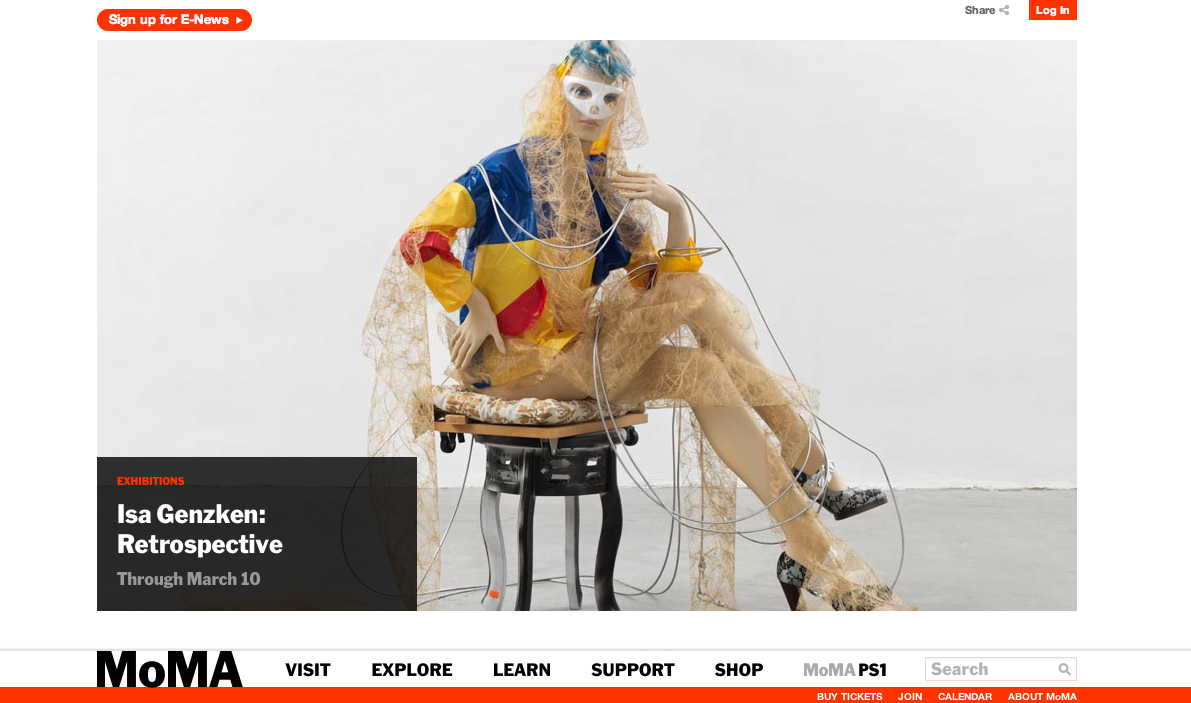 Sign up for E-News
Share
Log In
EXHIBITIONS
Isa Genzken:
Retrospective
Through March 10
MoMA
VISIT
EXPLORE
LEARN
SUPPORT
SHOP
MoMA PS1
Search
BUY TICKETS
JOIN
CALENDAR
ABOUT MoMA